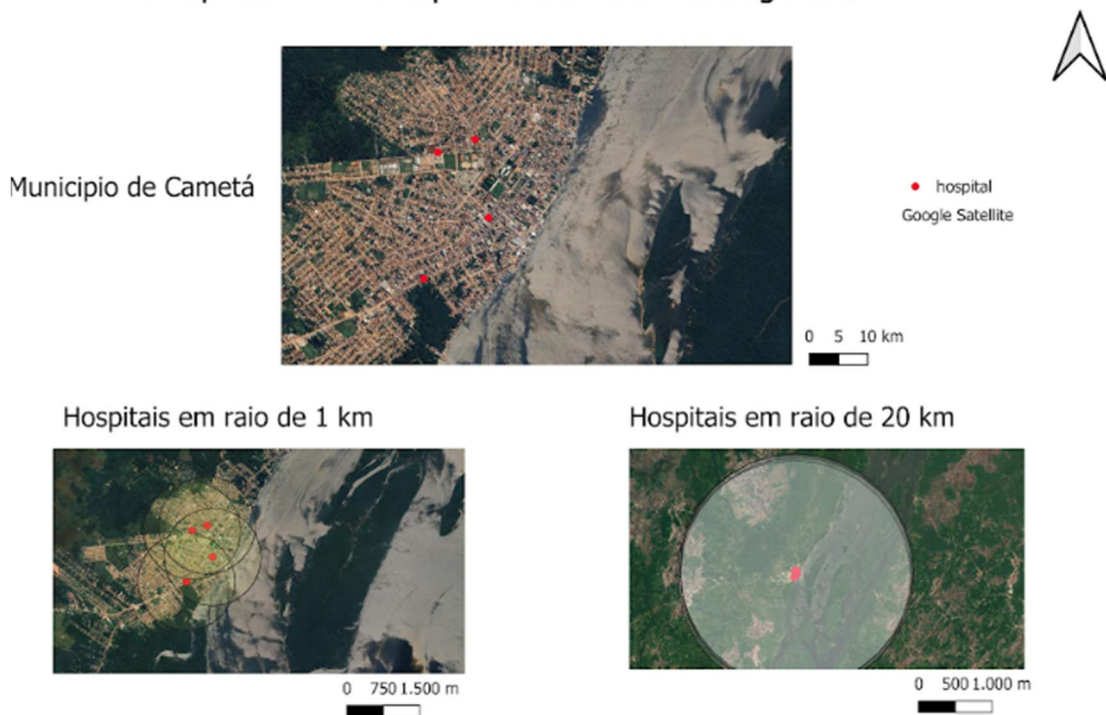 Municipio de Cametá
hospital
Google Satellite
0 5 10 km
Hospitais em raio de 1 km
Hospitais em raio de 20 km
0 750 1.500 m
0 500 1.000 m